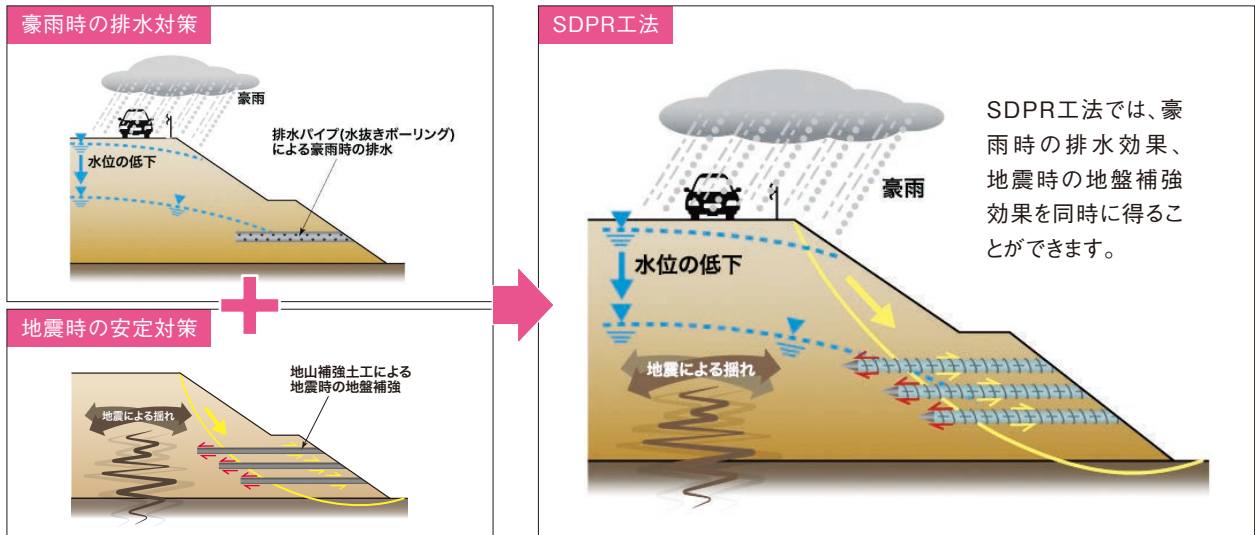 豪雨時の排水対策
豪雨
排水パイプ(水抜きボーリング)
による豪雨時の排水
水位の低下
地震時の安定対策
地山補強土工による
地震時の地盤補強
地震による揺れ
SDPR工法
豪雨
水位の低下
地震による揺れ
SDPR工法では、豪
雨時の排水効果、
地震時の地盤補強
効果を同時に得るこ
とができます。